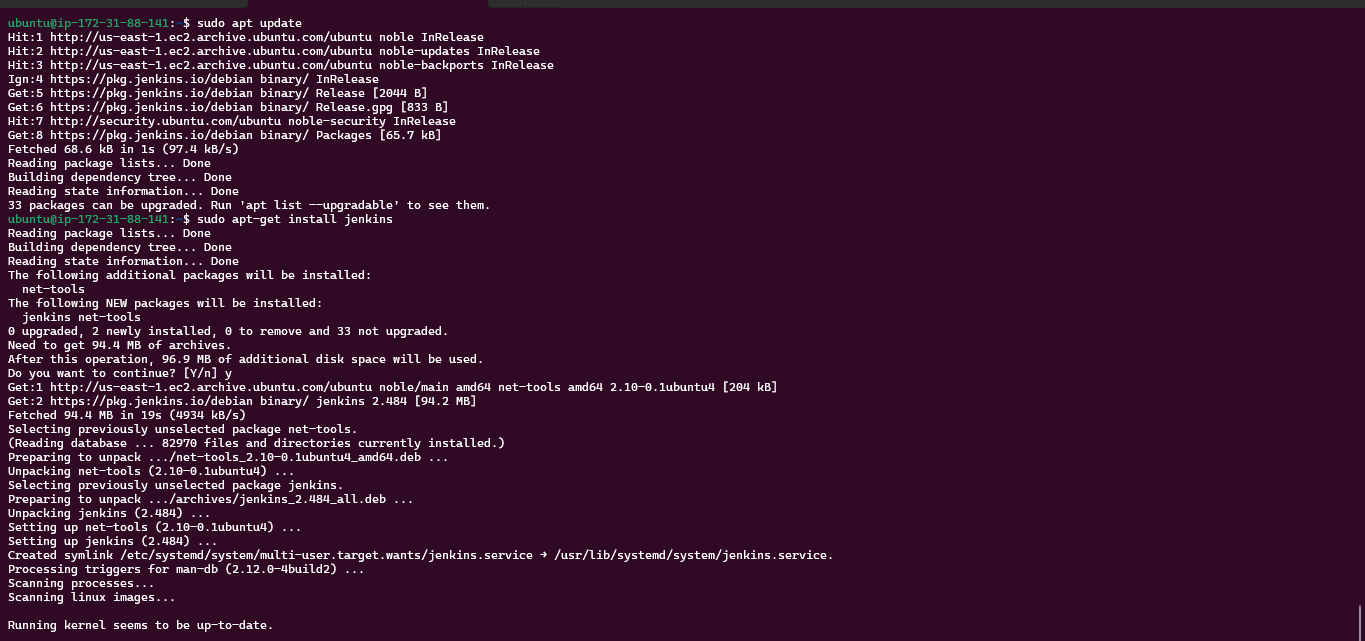 ubuntu@ip-172-31-88-141:~$ sudo apt update
Hit:1 http://us-east-1.ec2.archive.ubuntu.com/ubuntu noble InRelease
Hit:2 http://us-east-1.ec2.archive.ubuntu.com/ubuntu noble-updates InRelease
Hit:3 http://us-east-1.ec2.archive.ubuntu.com/ubuntu noble-backports InRelease
Ign:4 https://pkg.jenkins.io/debian binary/ InRelease
Get:5 https://pkg.jenkins.io/debian binary/ Release [2044 B]
Get:6 https://pkg.jenkins.io/debian binary/ Release.gpg [833 B]
Hit:7 http://security.ubuntu.com/ubuntu noble-security InRelease
Get:8 https://pkg.jenkins.io/debian binary/ Packages [65.7 kB]
Fetched 68.6 kB in 1s (97.4 kB/s)
Reading package lists... Done
Building dependency tree... Done
Reading state information... Done
33 packages can be upgraded. Run 'apt list --upgradable' to see them.
ubuntu@ip-172-31-88-141:~$ sudo apt-get install jenkins
Reading package lists... Done
Building dependency tree... Done
Reading state information... Done
The following additional packages will be installed:
  net-tools
The following NEW packages will be installed:
  jenkins net-tools
0 upgraded, 2 newly installed, 0 to remove and 33 not upgraded.
Need to get 94.4 MB of archives.
After this operation, 96.9 MB of additional disk space will be used.
Do you want to continue? [Y/n] y
Get:1 http://us-east-1.ec2.archive.ubuntu.com/ubuntu noble/main amd64 net-tools amd64 2.10-0.1ubuntu4 [204 kB]
Get:2 https://pkg.jenkins.io/debian binary/ jenkins 2.484 [94.2 MB]
Fetched 94.4 MB in 19s (4934 kB/s)
Selecting previously unselected package net-tools.
(Reading database ... 82970 files and directories currently installed.)
Preparing to unpack .../net-tools_2.10-0.1ubuntu4_amd64.deb ...
Unpacking net-tools (2.10-0.1ubuntu4) ...
Selecting previously unselected package jenkins.
Preparing to unpack .../archives/jenkins_2.484_all.deb ...
Unpacking jenkins (2.484) ...
Setting up net-tools (2.10-0.1ubuntu4) ...
Setting up jenkins (2.484) ...
Created symlink /etc/systemd/system/multi-user.target.wants/jenkins.service → /usr/lib/systemd/system/jenkins.service.
Processing triggers for man-db (2.12.0-4build2) ...
Scanning processes...
Scanning linux images...

Running kernel seems to be up-to-date.